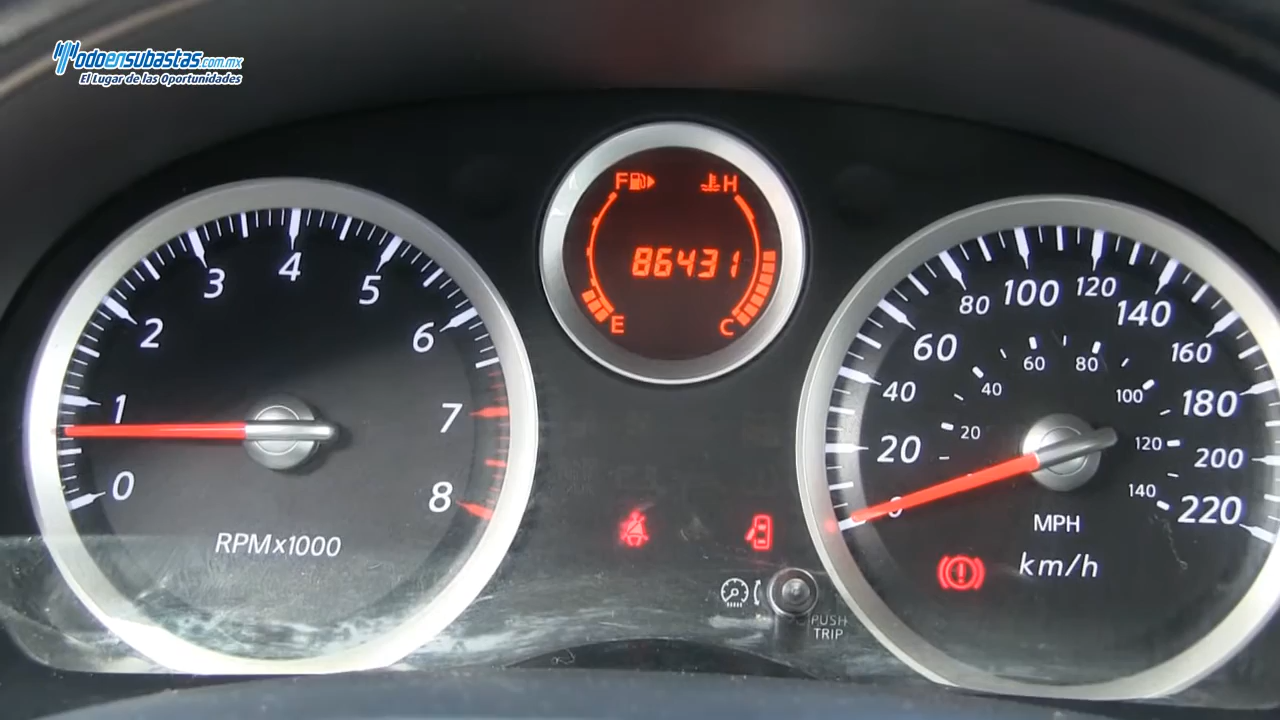 Todoensubastas.com.mx
El Lugar de las Oportunidades
F H
86431
E C
0 1 2 3 4 5 6 7 8
RPMx1000
0 20 40 60 80 100 120 140 160 180 200 220
20 40 60 80 100 120 140
MPH
km/h
PUSH
TRIP